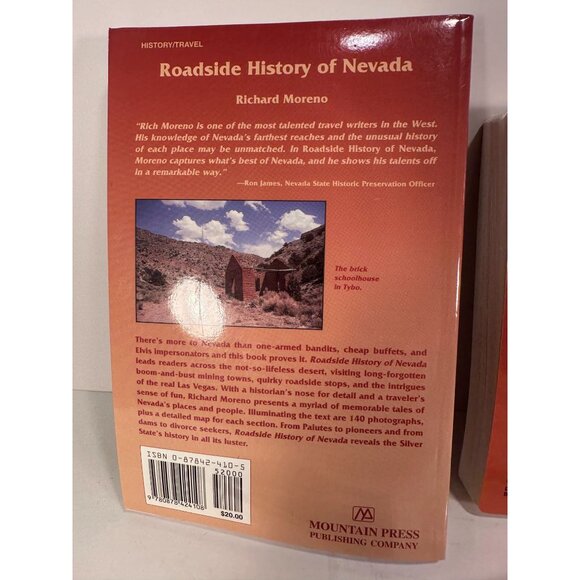 HISTORY/TRAVEL
Roadside History of Nevada
Richard Moreno
"Rich Moreno is one of the most talented travel writers in the West.
His knowledge of Nevada's farthest reaches and the unusual history
of each place may be unmatched. In Roadside History of Nevada,
Moreno captures what's best of Nevada, and he shows his talents off
in a remarkable way."
—Ron James, Nevada State Historic Preservation Officer
The brick
schoolhouse
in Tybo.
There's more to Nevada than one-armed bandits, cheap buffets, and
Elvis impersonators and this book proves it. Roadside History of Nevada
leads readers across the not-so-lifeless desert, visiting long-forgotten
boom-and-bust mining towns, quirky roadside stops, and the intrigues
of the real Las Vegas. With a historian's nose for detail and a traveler's
sense of fun, Richard Moreno presents a myriad of memorable tales of
Nevada's places and people. Illuminating the text are 140 photographs,
plus a detailed map for each section. From Paiutes to pioneers and from
dams to divorce seekers, Roadside History of Nevada reveals the Silver
State's history in all its luster.
ISBN 0-87842-410-5
52000
9 780878 424108
$20.00
MOUNTAIN PRESS
PUBLISHING COMPANY